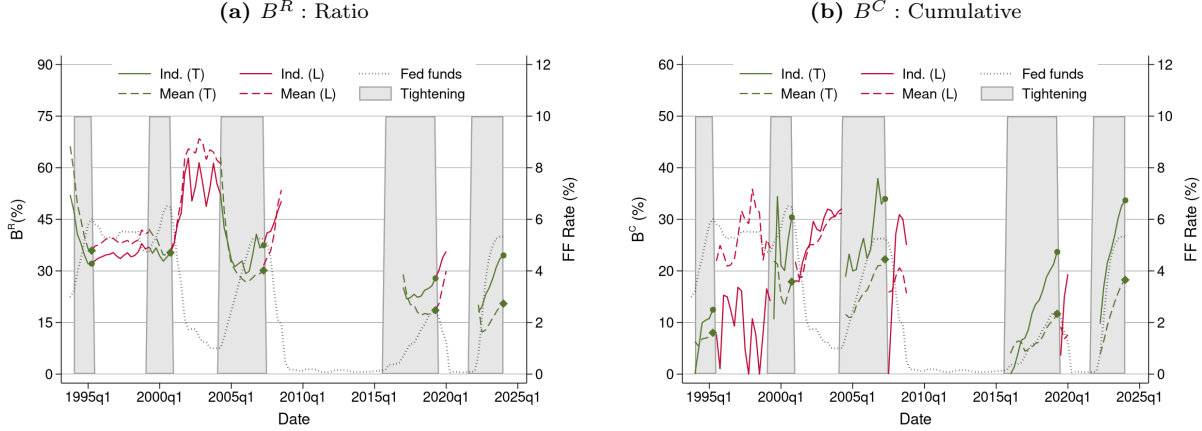 (a) B^R : Ratio
90
75
60
45
30
15
0
B^R(%)
12
10
8
6
4
2
0
FF Rate (%)
Ind. (T)
Ind. (L)
Fed funds
Mean (T)
Mean (L)
Tightening
1995q1
2000q1
2005q1
2010q1
2015q1
2020q1
2025q1
Date
(b) B^C : Cumulative
60
50
40
30
20
10
0
B^C (%)
12
10
8
6
4
2
0
FF Rate (%)
Ind. (T)
Ind. (L)
Fed funds
Mean (T)
Mean (L)
Tightening
1995q1
2000q1
2005q1
2010q1
2015q1
2020q1
2025q1
Date